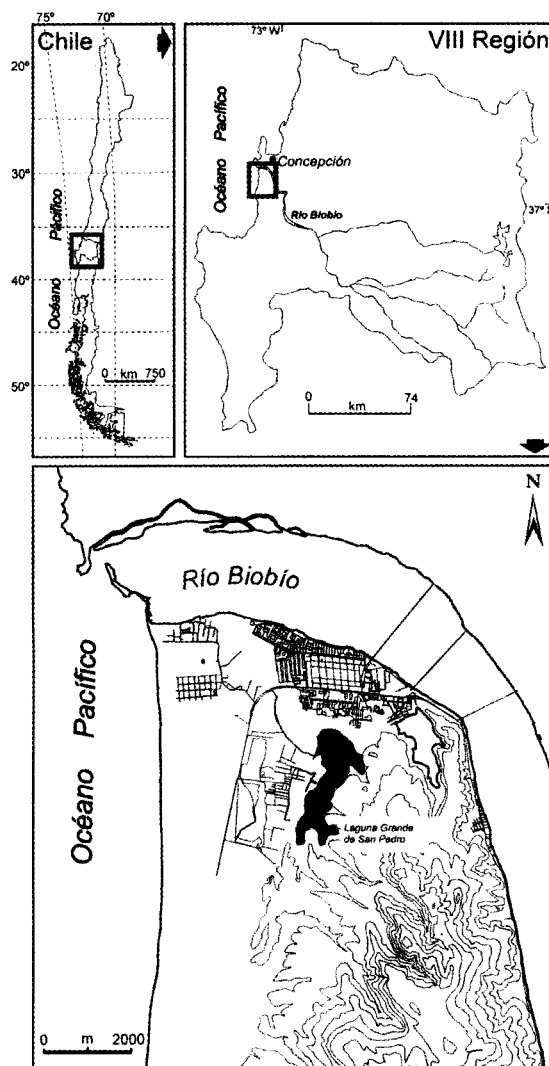 75° 70°
Chile
20°
30°
40°
50°
Océano Pácífico
0 km 750
73° W
VIII Región
Océano Pacífico
Concepción
Río Biobío
37° S
0 km 74
N
Río Biobío
Océano Pacífico
Laguna Grande
de San Pedro
0 m 2000